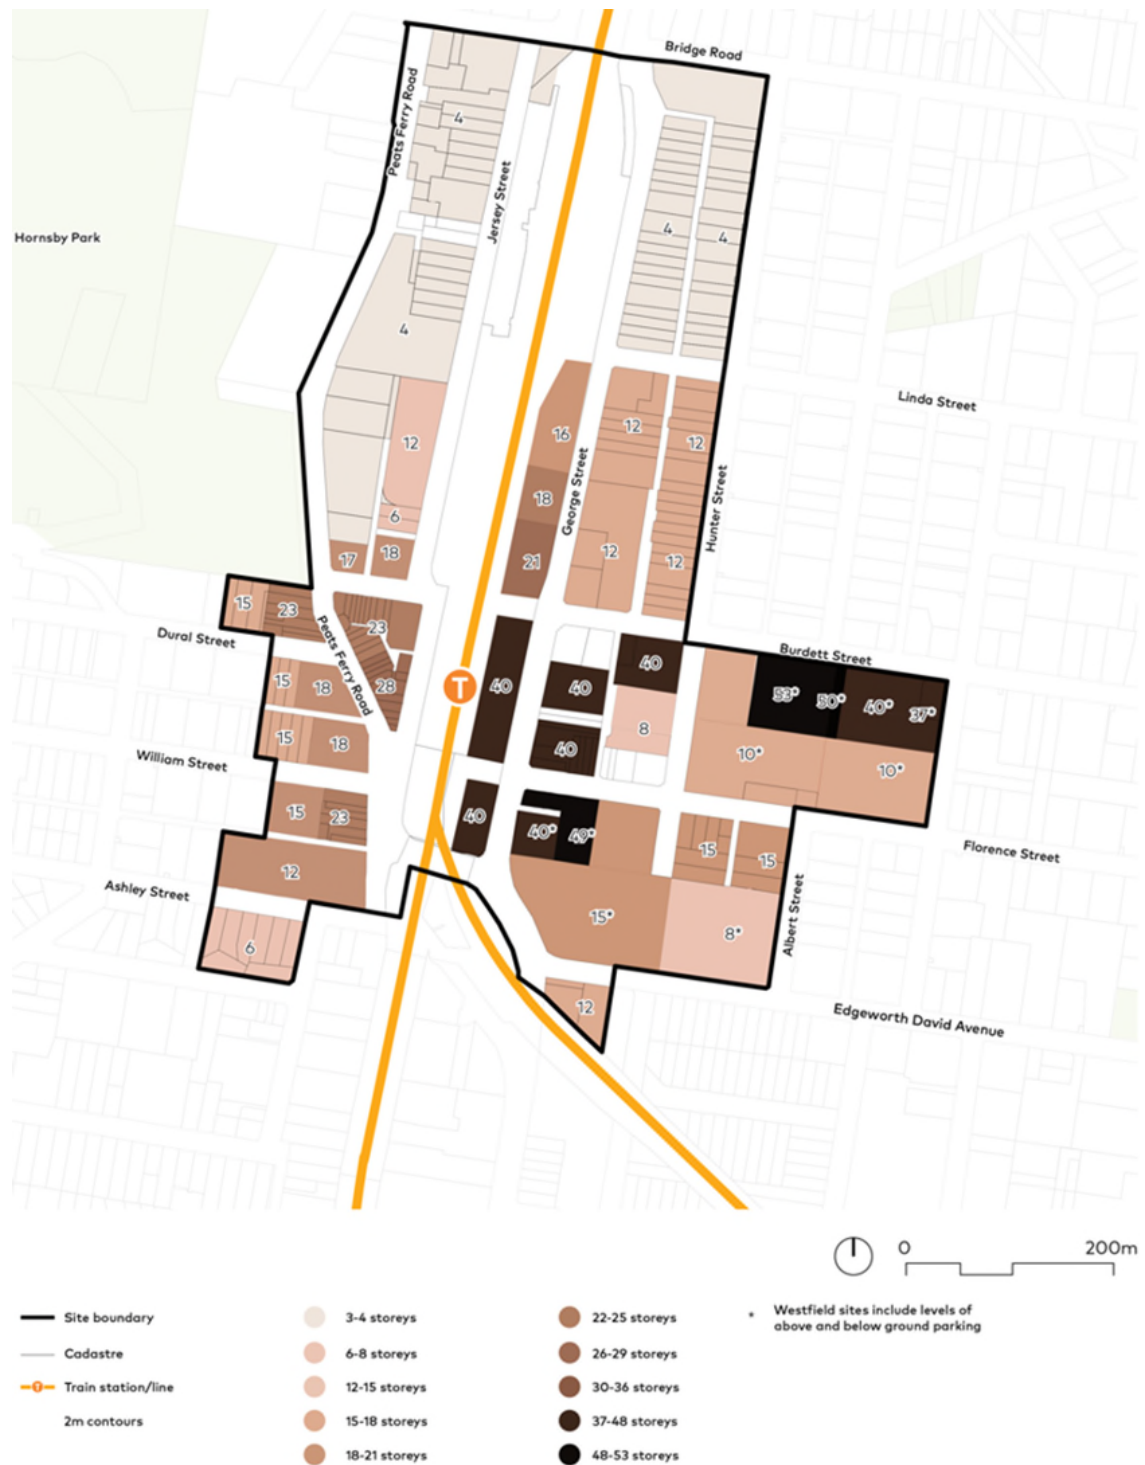 Bridge Road
Peats Ferry Road
4
Jersey Street
Hornsby Park
4
4
4
Linda Street
12
16
12
12
George Street
18
Hunter Street
6
21
12
12
17
18
15
23
Peats Ferry Road
23
Dural Street
Burdett Street
40
15
18
28
T
40
40
53*
50*
40*
37*
8
15
18
40
10*
10*
William Street
15
23
40
40*
49*
15
15
Florence Street
12
Ashley Street
Albert Street
15*
8*
6
12
Edgeworth David Avenue
0
200m
Site boundary
Cadastre
T
Train station/line
2m contours
3-4 storeys
6-8 storeys
12-15 storeys
15-18 storeys
18-21 storeys
22-25 storeys
26-29 storeys
30-36 storeys
37-48 storeys
48-53 storeys
* Westfield sites include levels of
above and below ground parking